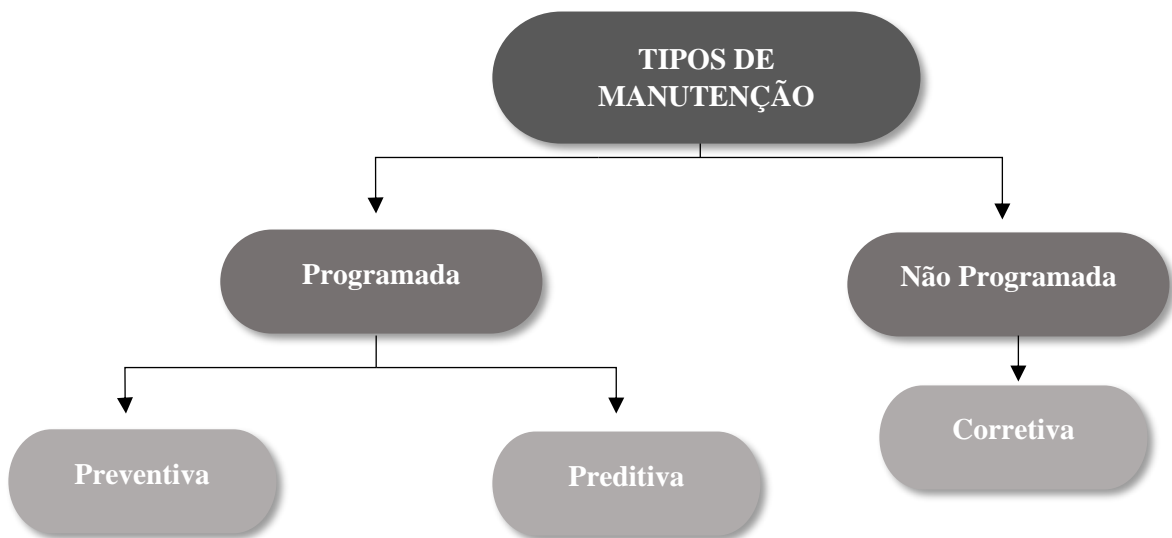 TIPOS DE
MANUTENÇÃO
Programada
Não Programada
Preventiva
Preditiva
Corretiva